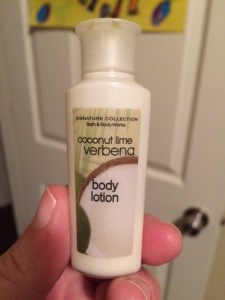 SIGNATURE COLLECTION
Bath & Body Works
coconut lime
verbena
body
lotion